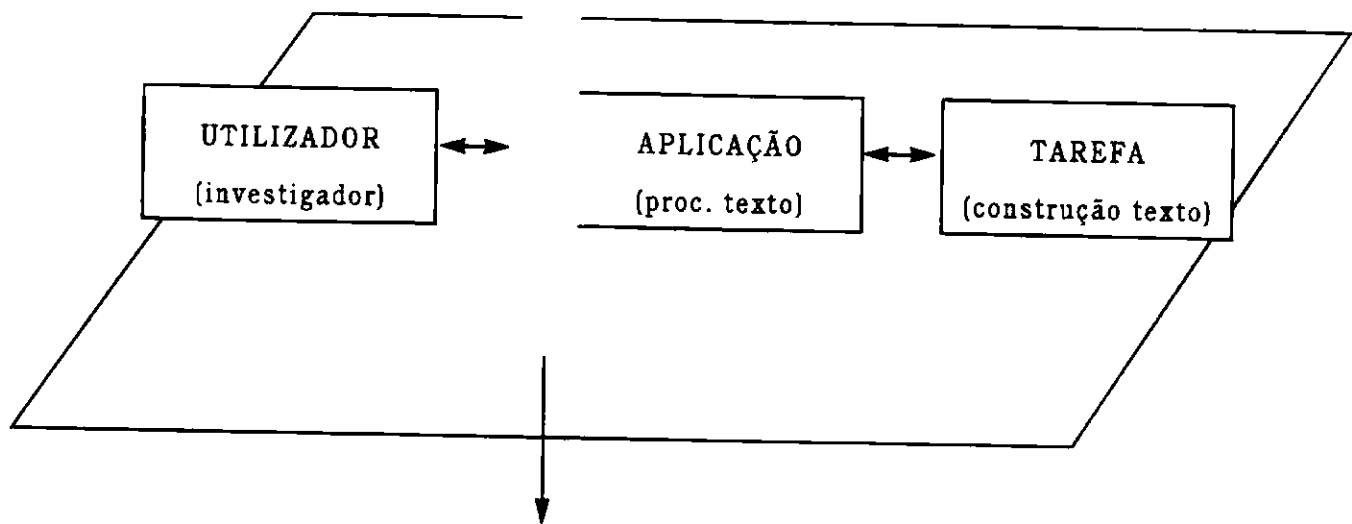 UTILIZADOR
(investigador)
APLICAÇÃO
(proc. texto)
TAREFA
(construção texto)